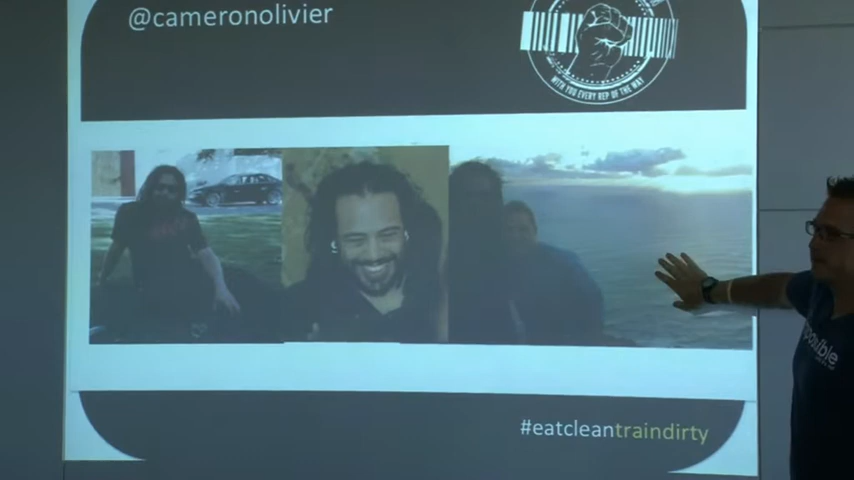 @cameronolivier
WITH YOU EVERY REP OF THE WAY
#eatcleantraindirty